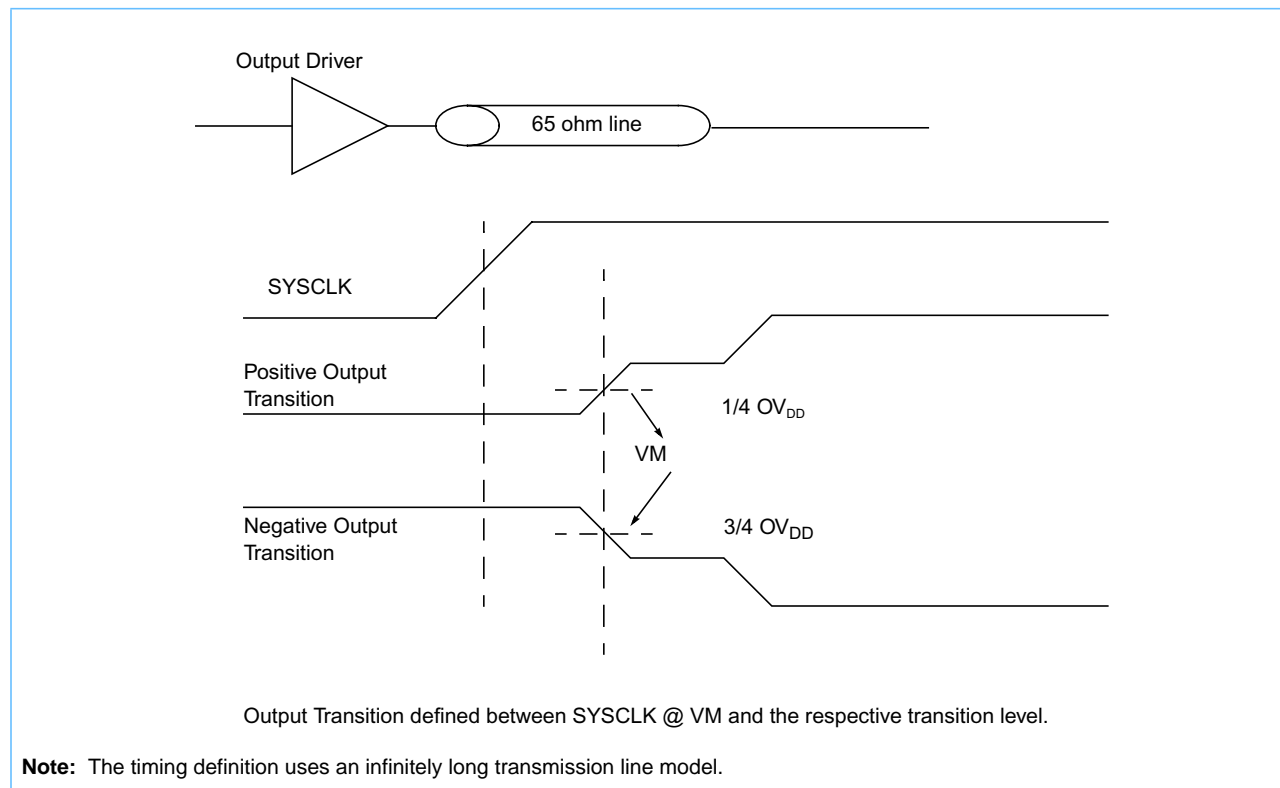 Output Driver
65 ohm line
SYSCLK
Positive Output
Transition
1/4 OVDD
VM
Negative Output
Transition
3/4 OVDD
Output Transition defined between SYSCLK @ VM and the respective transition level.
Note: The timing definition uses an infinitely long transmission line model.